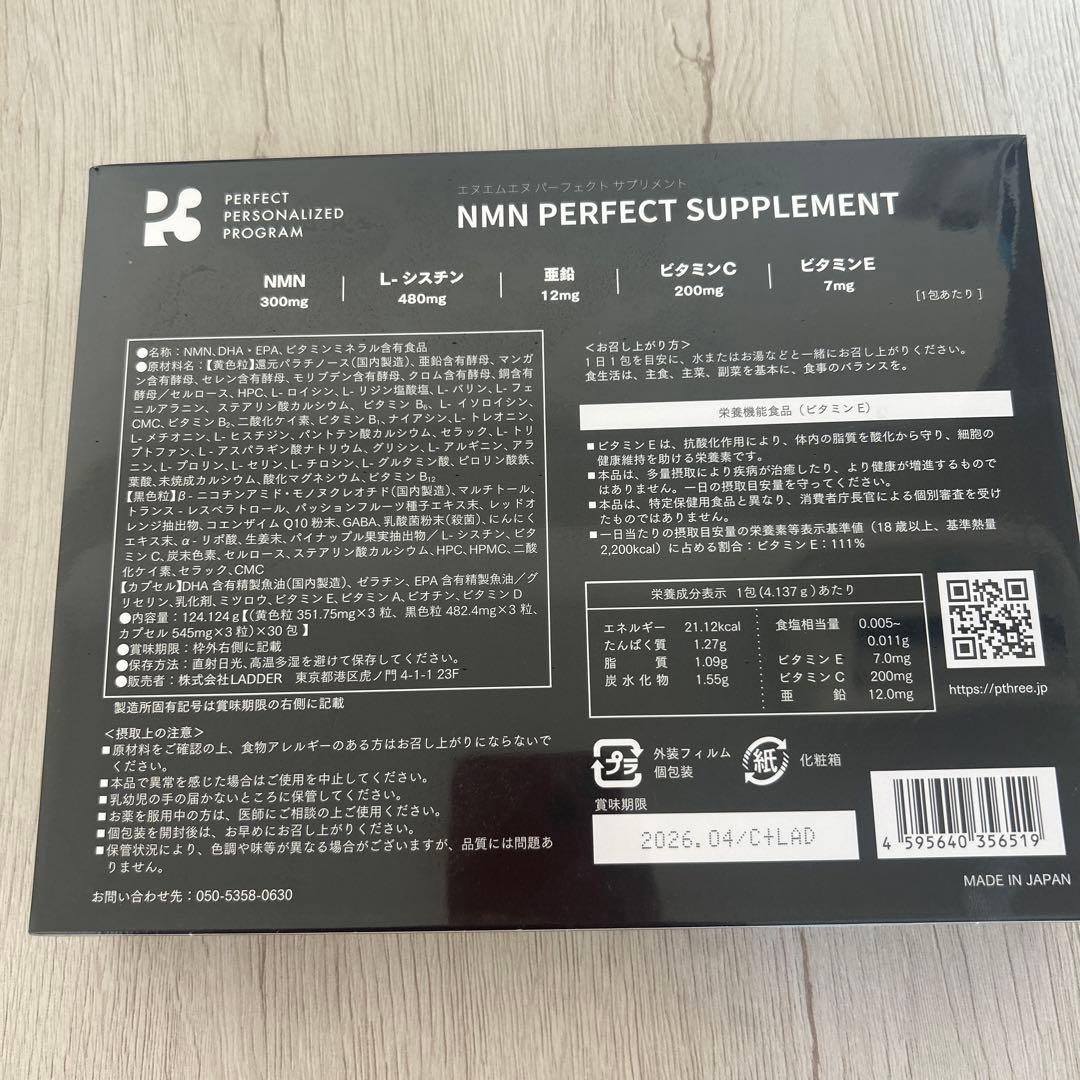 PERFECT
PERSONALIZED
PROGRAM
エヌエムエヌ パーフェクト サプリメント
NMN PERFECT SUPPLEMENT
NMN
300mg
L-シスチン
480mg
亜鉛
12mg
ビタミンC
200mg
ビタミンE
7mg
[1包あたり]
●名称：NMN、DHA・EPA、ビタミンミネラル含有食品
●原材料名：【黄色粒】還元パラチノース(国内製造)、亜鉛含有酵母、マンガ
ン含有酵母、セレン含有酵母、モリブデン含有酵母、クロム含有酵母、銅含有
酵母／セルロース、HPC、L-ロイシン、L-リジン塩酸塩、L-バリン、L-フェ
ニルアラニン、ステアリン酸カルシウム、ビタミンB₆、L-イソロイシン、
CMC、ビタミンB₂、二酸化ケイ素、ビタミンB₁、ナイアシン、L-トレオニン、
L-メチオニン、L-ヒスチジン、パントテン酸カルシウム、セラック、L-トリ
プトファン、L-アスパラギン酸ナトリウム、グリシン、L-アルギニン、アラ
ニン、L-プロリン、L-セリン、L-チロシン、L-グルタミン酸、ピロリン酸鉄、
葉酸、未焼成カルシウム、酸化マグネシウム、ビタミンB₁₂
【黒色粒】β-ニコチンアミド・モノヌクレオチド(国内製造)、マルチトール、
トランス-レスベラトロール、パッションフルーツ種子エキス末、レッドオ
レンジ抽出物、コエンザイムQ10粉末、GABA、乳酸菌粉末(殺菌)、にんにく
エキス末、α-リポ酸、生姜末、パイナップル果実抽出物／L-シスチン、ビタ
ミンC、炭末色素、セルロース、ステアリン酸カルシウム、HPC、HPMC、二酸
化ケイ素、セラック、CMC
【カプセル】DHA含有精製魚油(国内製造)、ゼラチン、EPA含有精製魚油／グ
リセリン、乳化剤、ミツロウ、ビタミンE、ビタミンA、ビオチン、ビタミンD
●内容量：124.124g【(黄色粒351.75mg×3粒、黒色粒482.4mg×3粒、
カプセル545mg×3粒)×30包】
●賞味期限：枠外右側に記載
●保存方法：直射日光、高温多湿を避けて保存してください。
●販売者：株式会社LADDER 東京都港区虎ノ門4-1-1 23F
製造所固有記号は賞味期限の右側に記載
＜摂取上の注意＞
■原材料をご確認の上、食物アレルギーのある方はお召し上がりにならないで
ください。
■本品で異常を感じた場合はご使用を中止してください。
■乳幼児の手の届かないところに保管してください。
■お薬を服用中の方は、医師にご相談の上ご使用ください。
■個包装を開封後は、お早めにお召し上がりください。
■保管状況により、色調や味等が異なる場合がございますが、品質には問題あ
りません。
お問い合わせ先：050-5358-0630
＜お召し上がり方＞
1日1包を目安に、水またはお湯などと一緒にお召し上がりください。
食生活は、主食、主菜、副菜を基本に、食事のバランスを。
栄養機能食品（ビタミンE）
■ビタミンEは、抗酸化作用により、体内の脂質を酸化から守り、細胞の
健康維持を助ける栄養素です。
■本品は、多量摂取により疾病が治癒したり、より健康が増進するもので
はありません。一日の摂取目安量を守ってください。
■本品は、特定保健用食品と異なり、消費者庁長官による個別審査を受け
たものではありません。
■一日当たりの摂取目安量の栄養素等表示基準値（18歳以上、基準熱量
2,200kcal）に占める割合：ビタミンE：111%
栄養成分表示 1包(4.137g)あたり
エネルギー 21.12kcal
たんぱく質 1.27g
脂質 1.09g
炭水化物 1.55g
食塩相当量 0.005~
0.011g
ビタミンE 7.0mg
ビタミンC 200mg
亜鉛 12.0mg
https://pthree.jp
プラ
外装フィルム
個包装
紙
化粧箱
賞味期限
2026.04/C+LAD
4 595640 356519
MADE IN JAPAN